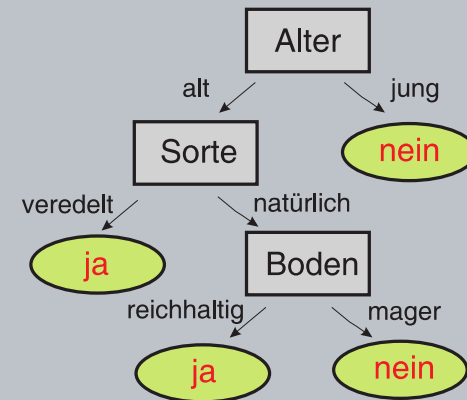 Alter
alt jung
Sorte nein
veredelt natürlich
ja Boden
reichhaltig mager
ja nein